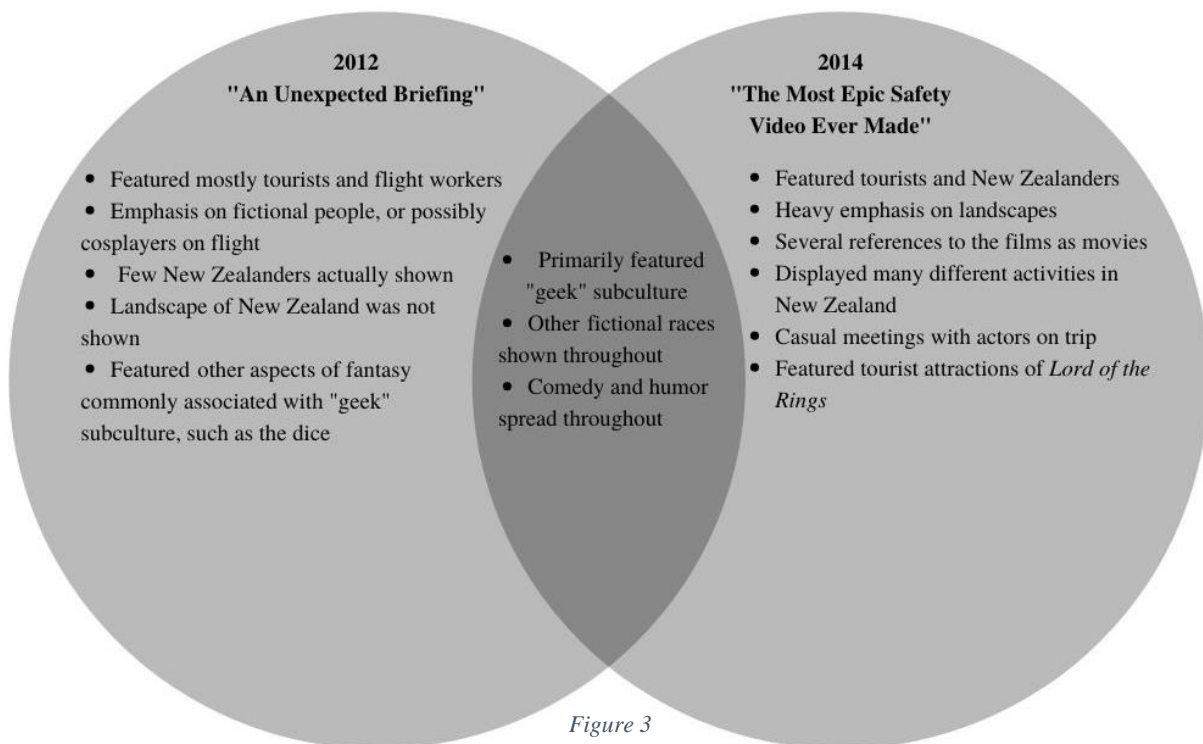 2012
"An Unexpected Briefing"
• Featured mostly tourists and flight workers
• Emphasis on fictional people, or possibly
cosplayers on flight
• Few New Zealanders actually shown
• Landscape of New Zealand was not
shown
• Featured other aspects of fantasy
commonly associated with "geek"
subculture, such as the dice
• Primarily featured
"geek" subculture
• Other fictional races
shown throughout
• Comedy and humor
spread throughout
2014
"The Most Epic Safety
Video Ever Made"
• Featured tourists and New Zealanders
• Heavy emphasis on landscapes
• Several references to the films as movies
• Displayed many different activities in
New Zealand
• Casual meetings with actors on trip
• Featured tourist attractions of Lord of the
Rings
Figure 3